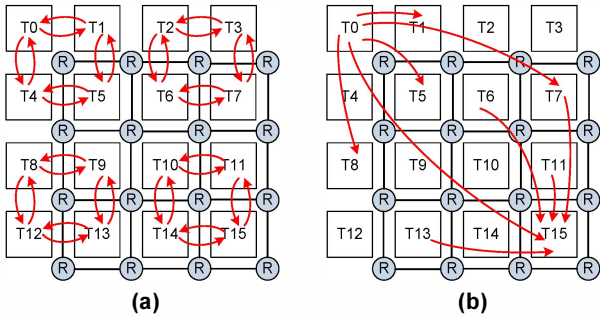 T0 T1 T2 T3 T0 T1 T2 T3
R R R R R R R R
T4 T5 T6 T7 T4 T5 T6 T7
R R R R R R R R
T8 T9 T10 T11 T8 T9 T10 T11
R R R R R R R R
T12 T13 T14 T15 T12 T13 T14 T15
R R R R R R R R
(a) (b)